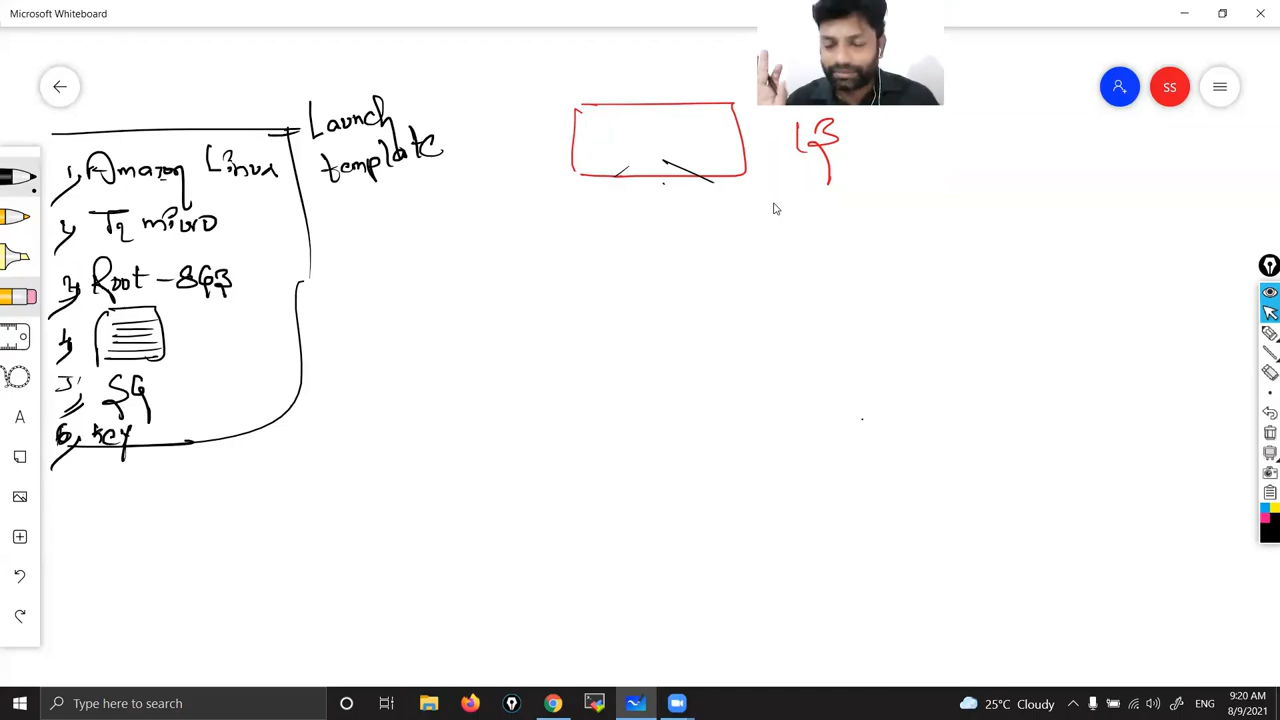 Microsoft Whiteboard
SS
Launch
template
1, Amazon Linux
2, T2 micro
3, Root - 8GB
4,
5, SG
6, key
LB
A
Type here to search
25°C Cloudy
ENG
9:20 AM
8/9/2021